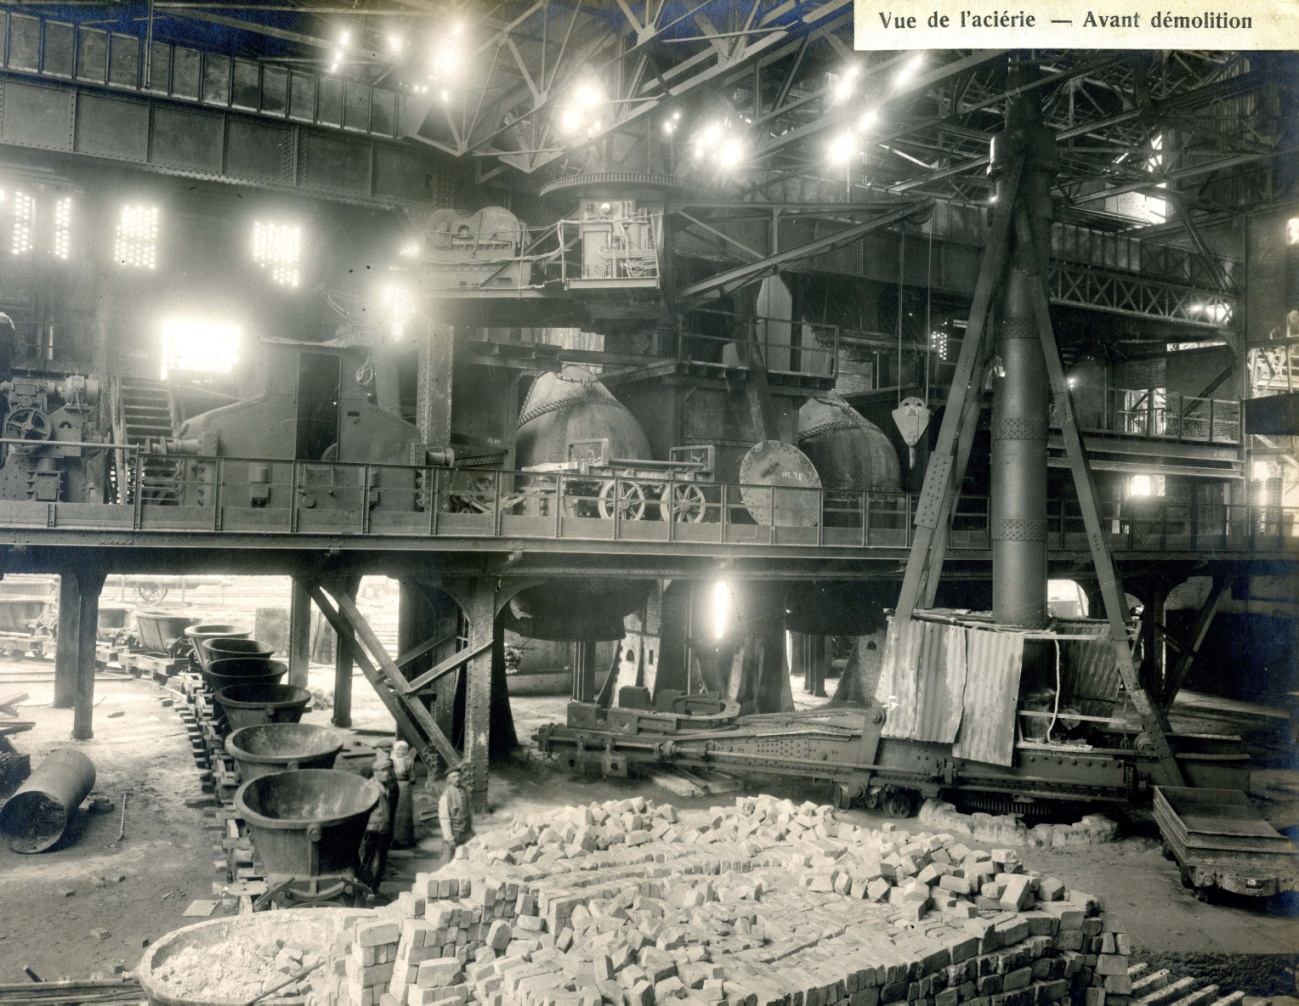 Vue de l'aciérie — Avant démolition